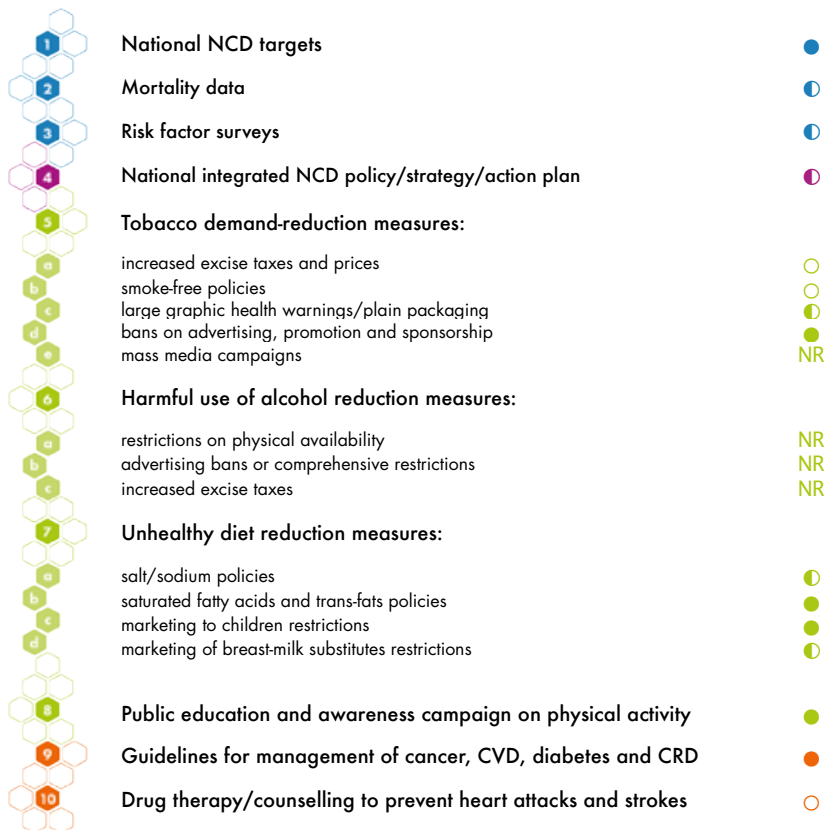 1 National NCD targets
2 Mortality data
3 Risk factor surveys
4 National integrated NCD policy/strategy/action plan
5 Tobacco demand-reduction measures:
a increased excise taxes and prices
b smoke-free policies
c large graphic health warnings/plain packaging
d bans on advertising, promotion and sponsorship
e mass media campaigns NR
6 Harmful use of alcohol reduction measures:
a restrictions on physical availability NR
b advertising bans or comprehensive restrictions NR
c increased excise taxes NR
7 Unhealthy diet reduction measures:
a salt/sodium policies
b saturated fatty acids and trans-fats policies
c marketing to children restrictions
d marketing of breast-milk substitutes restrictions
8 Public education and awareness campaign on physical activity
9 Guidelines for management of cancer, CVD, diabetes and CRD
10 Drug therapy/counselling to prevent heart attacks and strokes